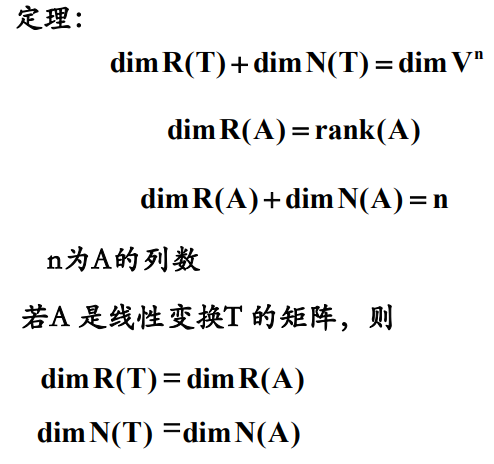 定理：
dim R(T) + dim N(T) = dim Vⁿ
dim R(A) = rank(A)
dim R(A) + dim N(A) = n
n为A的列数
若A 是线性变换T 的矩阵，则
dim R(T) = dim R(A)
dim N(T) = dim N(A)